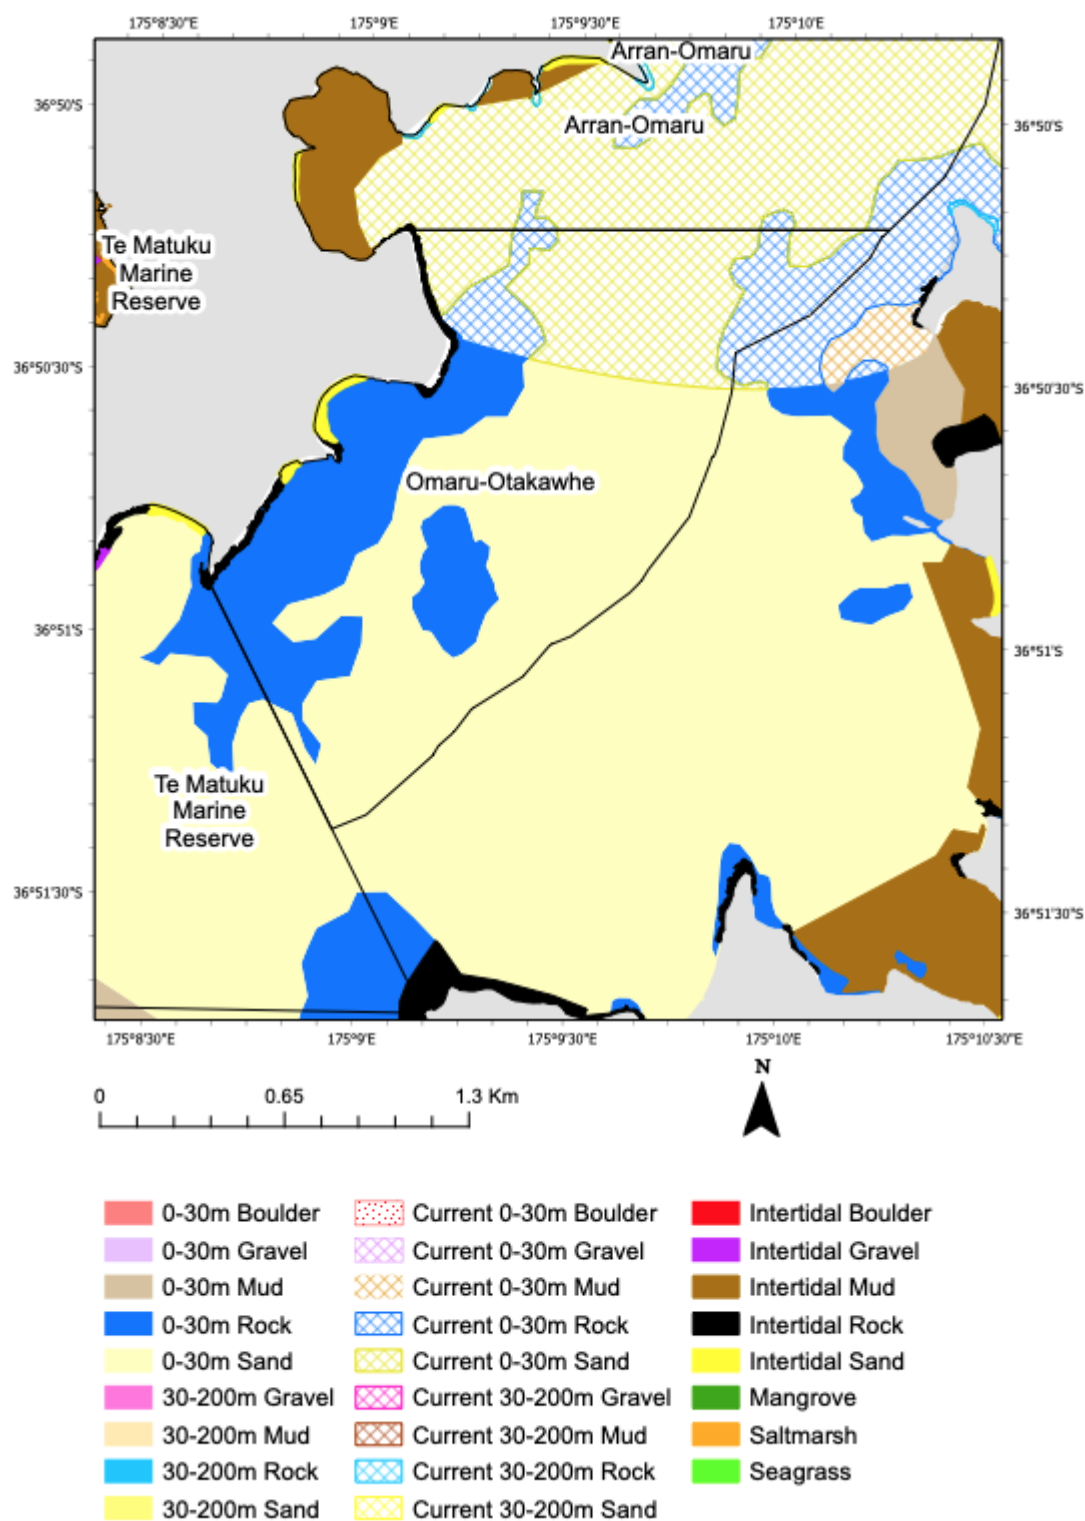 175°8'30"E 175°9'E 175°9'30"E 175°10'E
Arran-Omaru
36°50'S
Arran-Omaru
36°50'S
Te Matuku
Marine
Reserve
36°50'30"S
36°50'30"S
Omaru-Otakawhe
36°51'S
36°51'S
Te Matuku
Marine
Reserve
36°51'30"S
36°51'30"S
175°8'30"E 175°9'E 175°9'30"E 175°10'E 175°10'30"E
N
0 0.65 1.3 Km
0-30m Boulder
0-30m Gravel
0-30m Mud
0-30m Rock
0-30m Sand
30-200m Gravel
30-200m Mud
30-200m Rock
30-200m Sand
Current 0-30m Boulder
Current 0-30m Gravel
Current 0-30m Mud
Current 0-30m Rock
Current 0-30m Sand
Current 30-200m Gravel
Current 30-200m Mud
Current 30-200m Rock
Current 30-200m Sand
Intertidal Boulder
Intertidal Gravel
Intertidal Mud
Intertidal Rock
Intertidal Sand
Mangrove
Saltmarsh
Seagrass